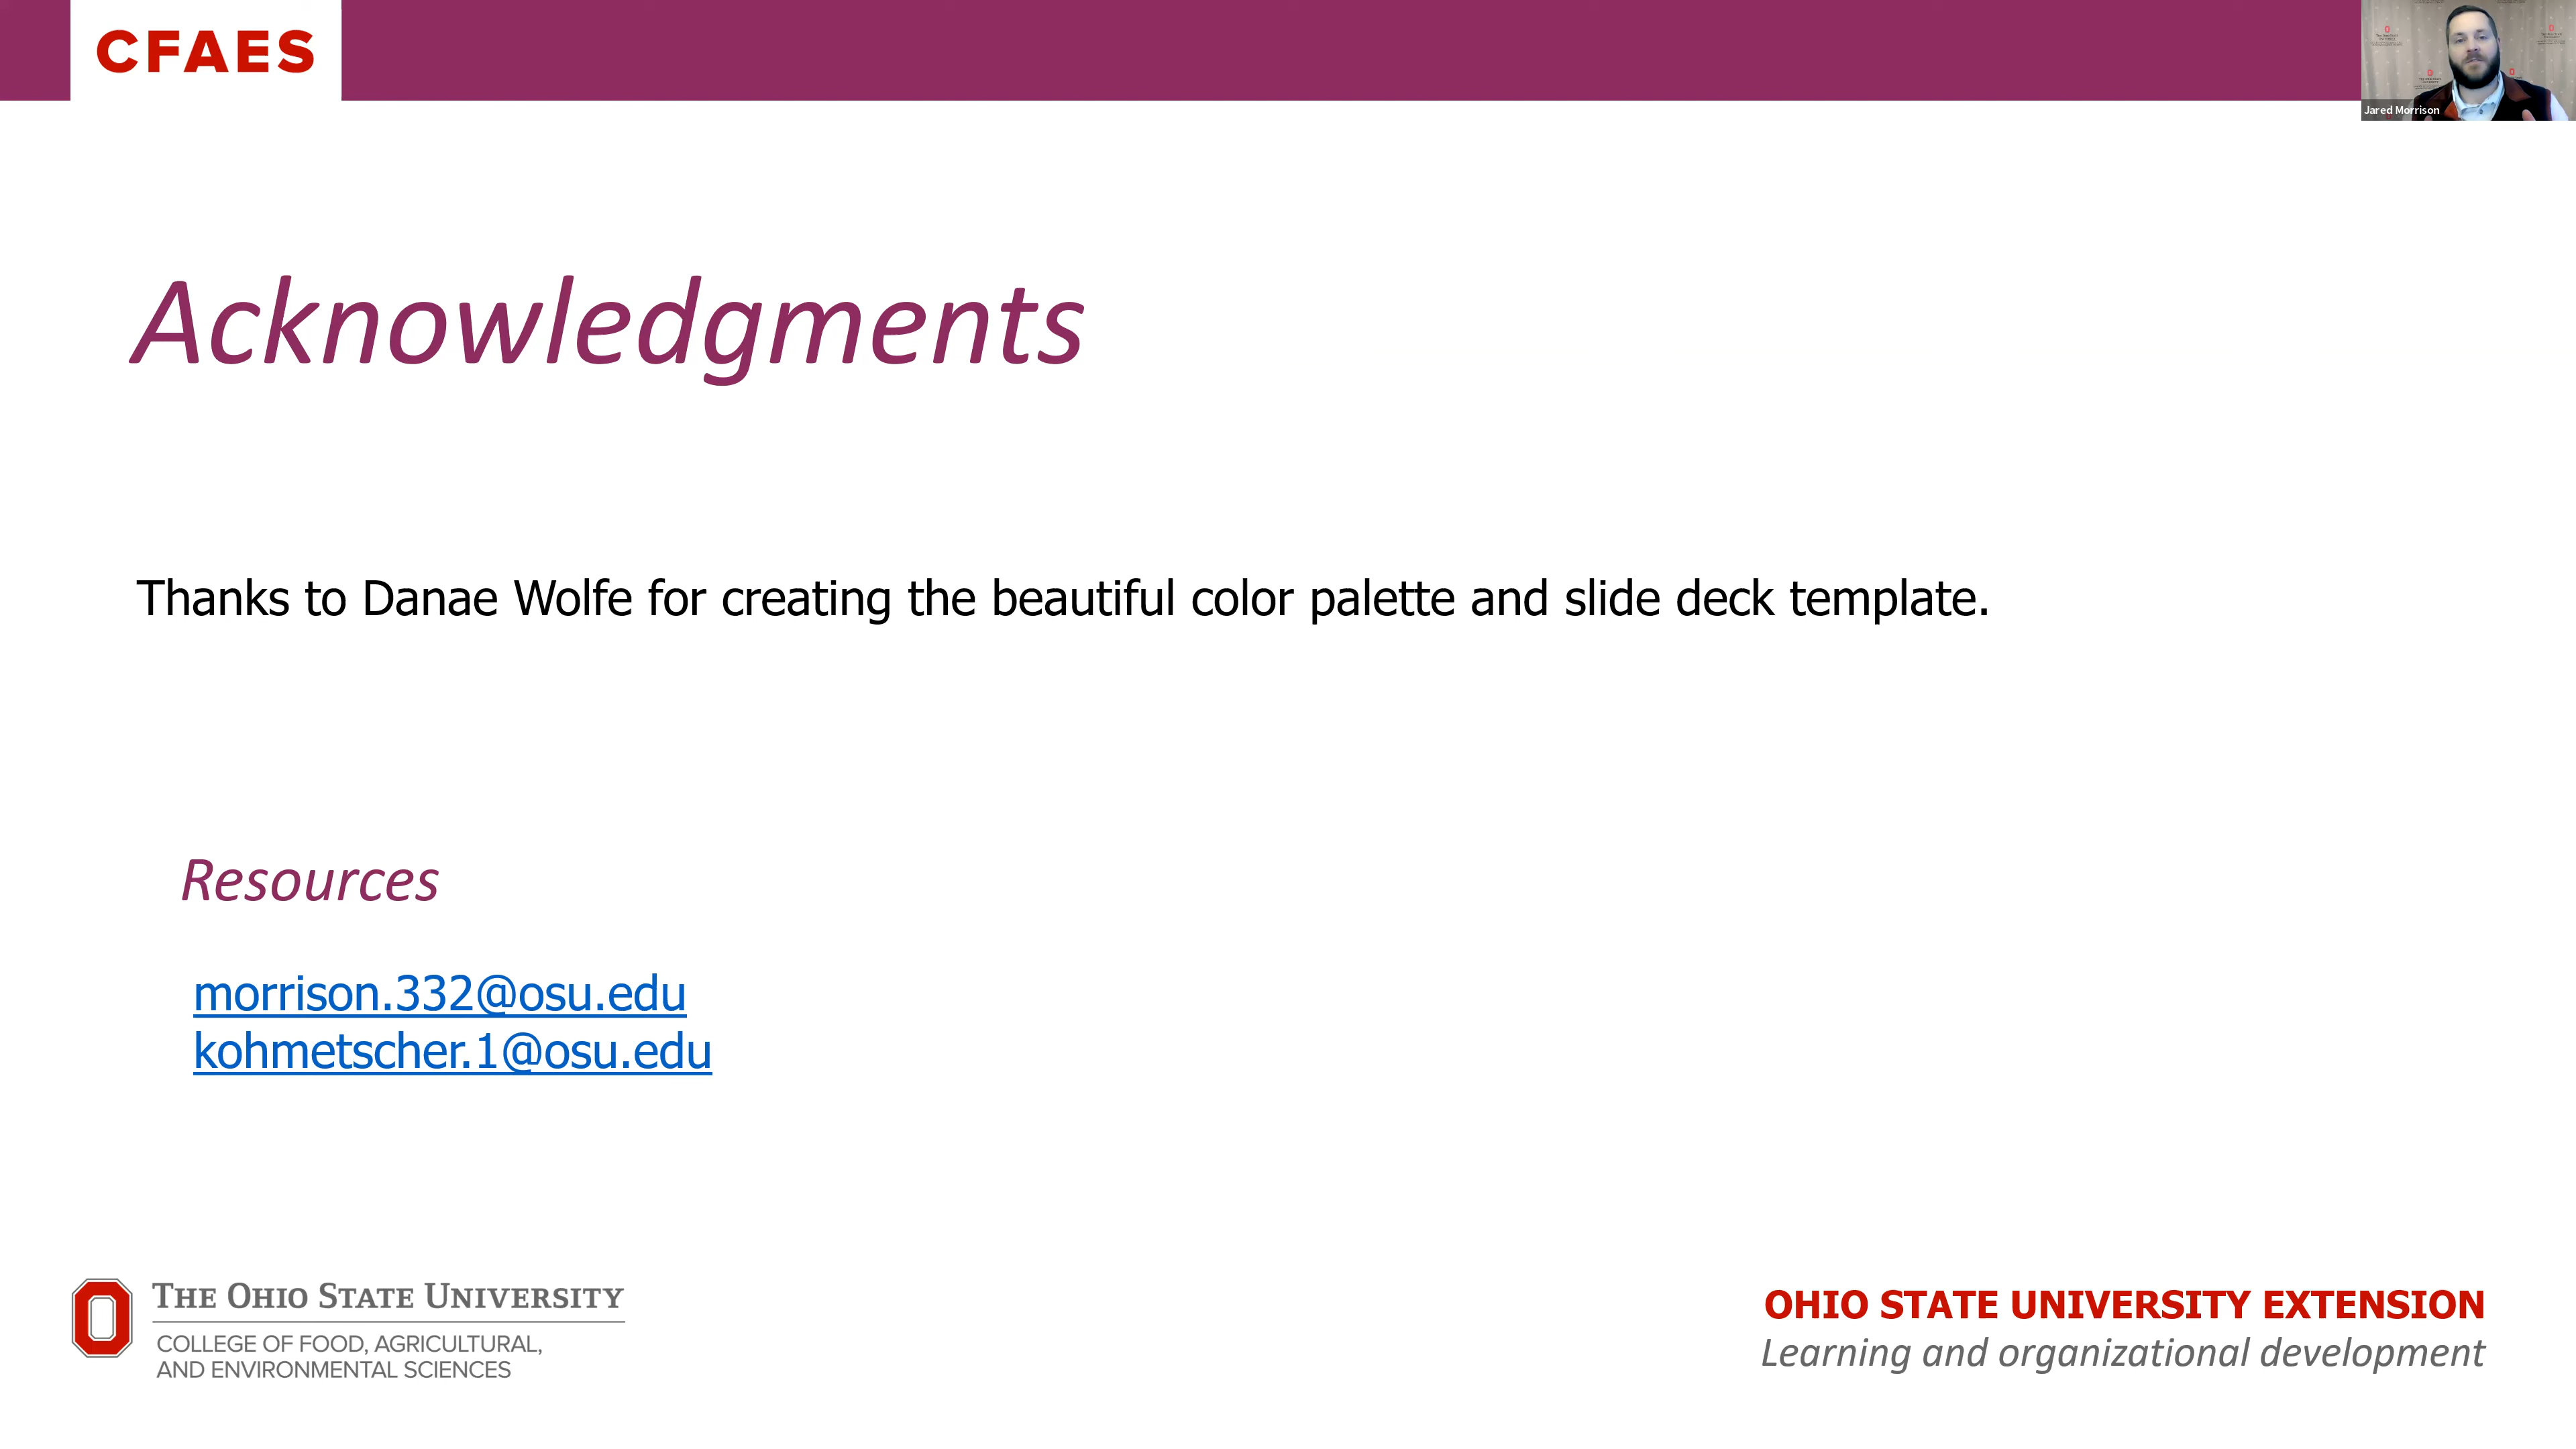 CFAES
Jared Morrison
Acknowledgments
Thanks to Danae Wolfe for creating the beautiful color palette and slide deck template.
Resources
morrison.332@osu.edu
kohmetscher.1@osu.edu
THE OHIO STATE UNIVERSITY
COLLEGE OF FOOD, AGRICULTURAL,
AND ENVIRONMENTAL SCIENCES
OHIO STATE UNIVERSITY EXTENSION
Learning and organizational development